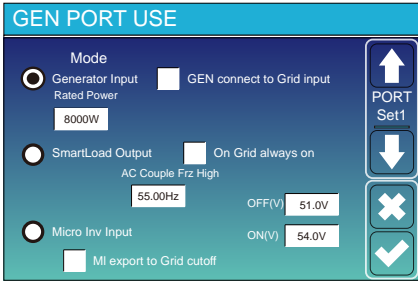 GEN PORT USE
Mode
Generator Input GEN connect to Grid input
Rated Power
8000W
PORT
Set1
SmartLoad Output On Grid always on
AC Couple Frz High
55.00Hz
OFF(V) 51.0V
Micro Inv Input ON(V) 54.0V
MI export to Grid cutoff